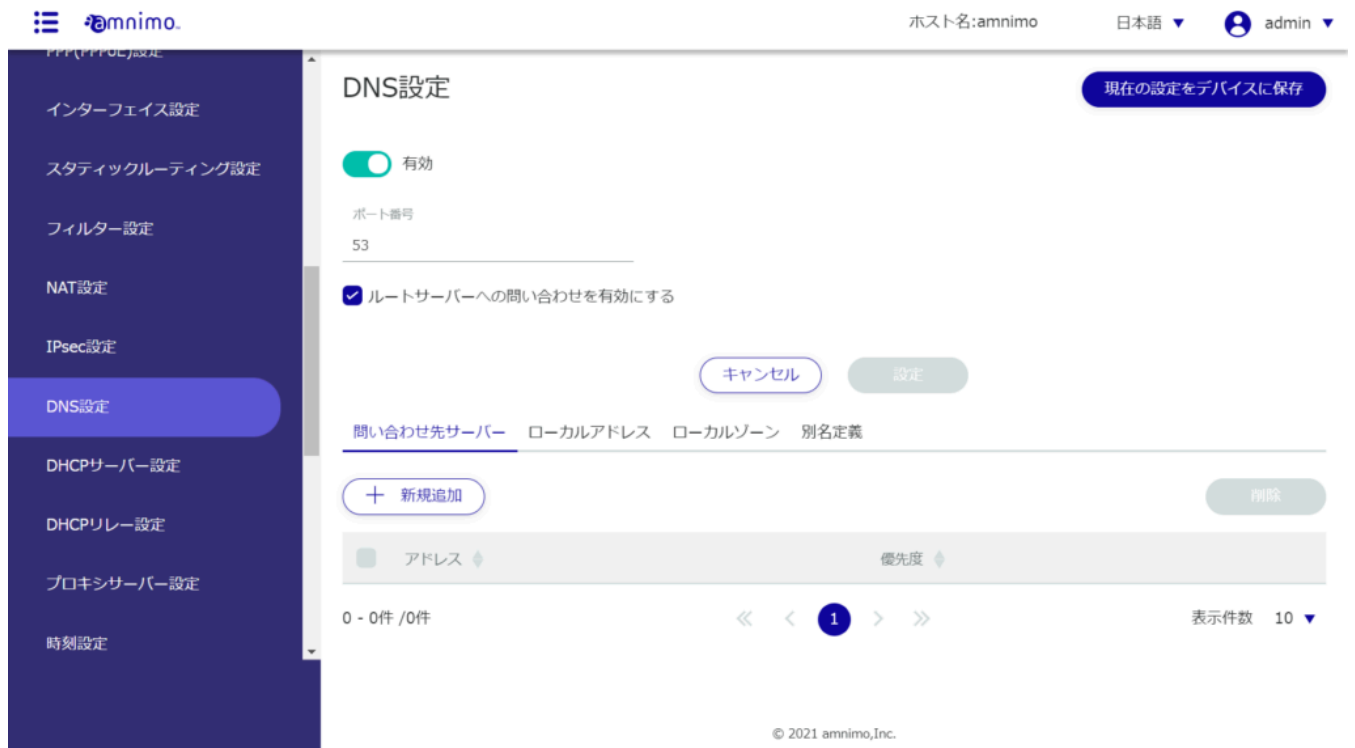 amnimo
ホスト名:amnimo
日本語 ▼
admin ▼
PPP(PPPoE)設定
インターフェイス設定
スタティックルーティング設定
フィルター設定
NAT設定
IPsec設定
DNS設定
DHCPサーバー設定
DHCPリレー設定
プロキシサーバー設定
時刻設定
DNS設定
現在の設定をデバイスに保存
有効
ポート番号
53
ルートサーバーへの問い合わせを有効にする
キャンセル
設定
問い合わせ先サーバー ローカルアドレス ローカルゾーン 別名定義
+ 新規追加
削除
アドレス
優先度
0 - 0件 /0件
1
表示件数 10 ▼
© 2021 amnimo,Inc.